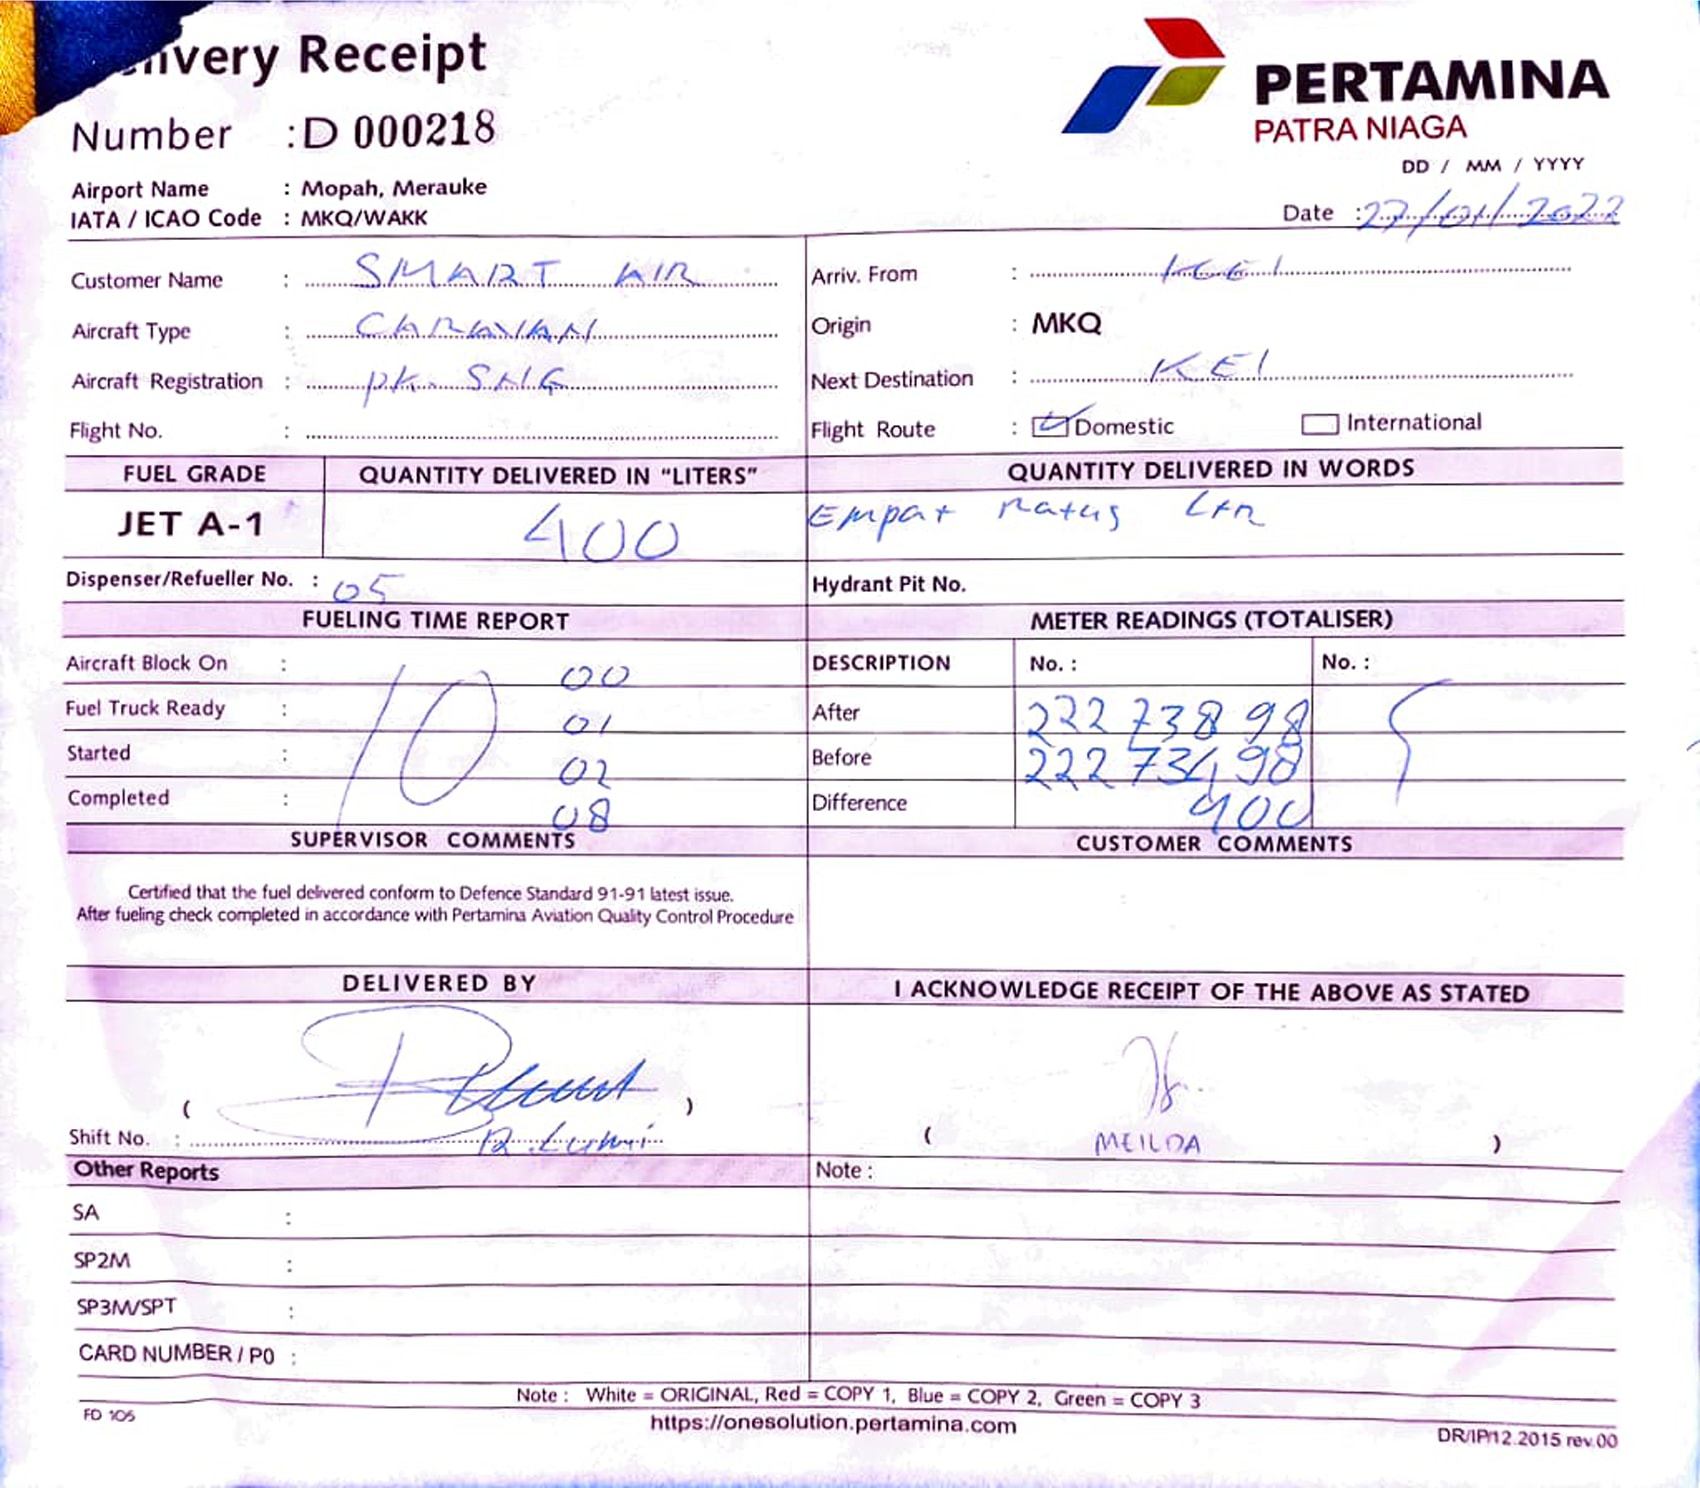 Delivery Receipt
PERTAMINA
PATRA NIAGA
Number : D 000218
DD / MM / YYYY
Airport Name : Mopah, Merauke
IATA / ICAO Code : MKQ/WAKK
Date : 27/01/2022
Customer Name : SMART AIR
Arriv. From : KEI
Aircraft Type : CARAVAN
Origin : MKQ
Aircraft Registration : PK. SNG
Next Destination : KEI
Flight No. :
Flight Route : Domestic International
FUEL GRADE QUANTITY DELIVERED IN "LITERS" QUANTITY DELIVERED IN WORDS
JET A-1 400 Empat Ratus Ltr
Dispenser/Refueller No. : 05 Hydrant Pit No.
FUELING TIME REPORT METER READINGS (TOTALISER)
Aircraft Block On : 10 00 DESCRIPTION No. : No. :
Fuel Truck Ready : 01 After 222 738 98
Started : 02 Before 222 734 98
Completed : 08 Difference 400
SUPERVISOR COMMENTS CUSTOMER COMMENTS
Certified that the fuel delivered conform to Defence Standard 91-91 latest issue.
After fueling check completed in accordance with Pertamina Aviation Quality Control Procedure
DELIVERED BY I ACKNOWLEDGE RECEIPT OF THE ABOVE AS STATED
( )
Shift No. : ( MEILDA )
Other Reports Note :
SA :
SP2M :
SP3M/SPT :
CARD NUMBER / P0 :
Note : White = ORIGINAL, Red = COPY 1, Blue = COPY 2, Green = COPY 3
FD 105 https://onesolution.pertamina.com DR/IP/12.2015 rev.00